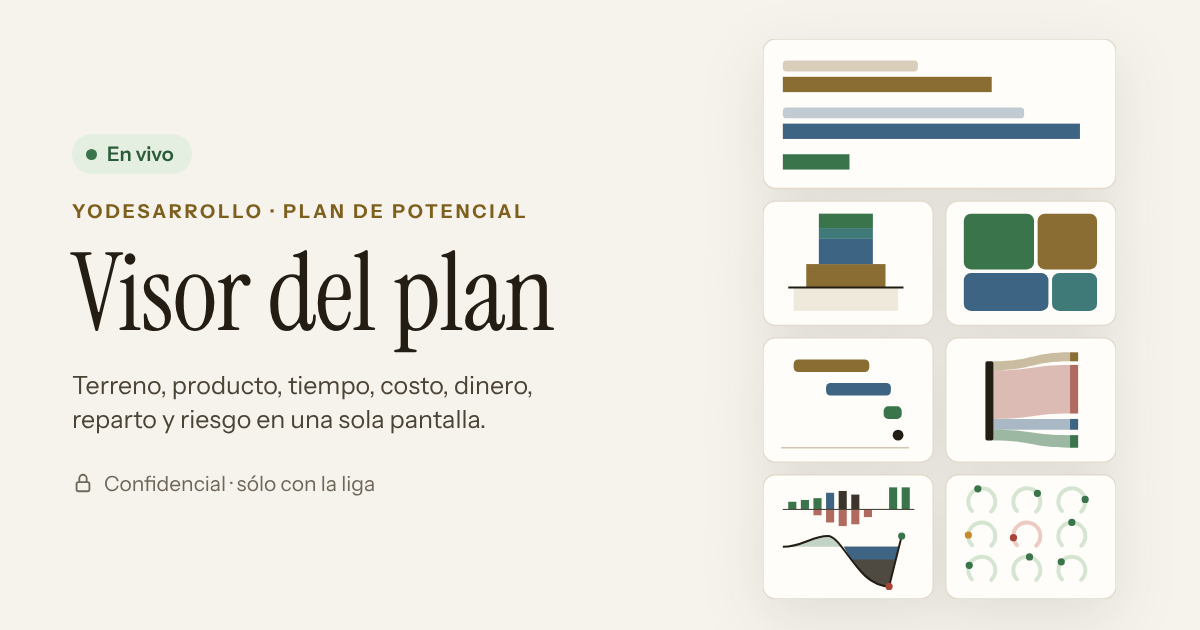 En vivo
YODESARROLLO · PLAN DE POTENCIAL
Visor del plan
Terreno, producto, tiempo, costo, dinero,
reparto y riesgo en una sola pantalla.
Confidencial · sólo con la liga